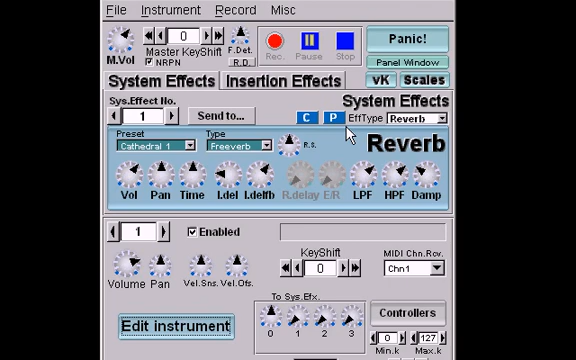 File Instrument Record Misc
0
M.Vol Master KeyShift F.Det. Rec. Pause Stop Panic!
NRPN R.D. Panel Window
vK Scales
System Effects Insertion Effects
Sys.Effect No. System Effects
1 Send to... C P EffType Reverb
Preset Type
Cathedral 1 Freeverb R.S. Reverb
Vol Pan Time I.del I.delfb R.delay E/R LPF HPF Damp
1 Enabled
KeyShift MIDI Chn.Rcv.
0 Chn1
Volume Pan Vel.Sns. Vel.Ofs.
To Sys.Efx.
Controllers
Edit instrument 0 1 2 3
0 127
Min.k Max.k